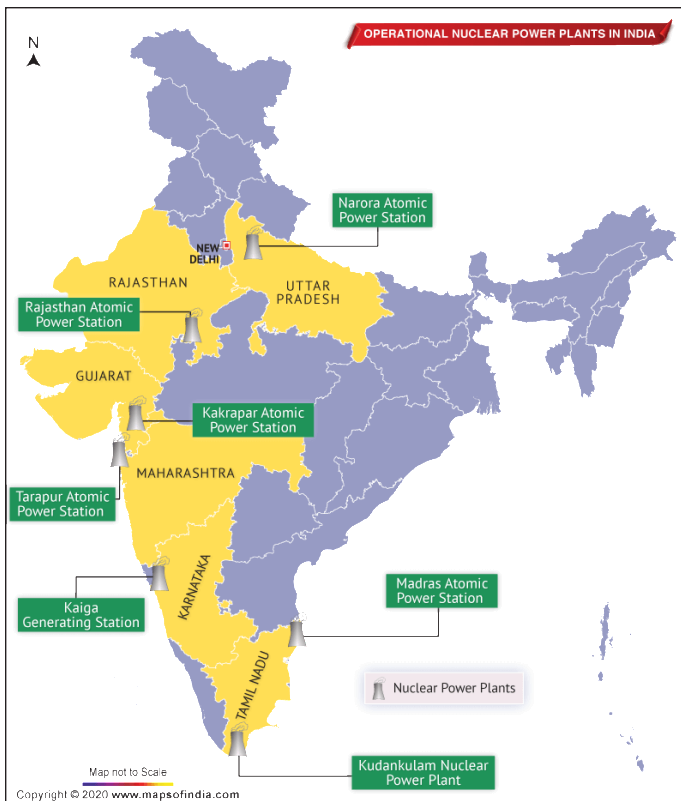 OPERATIONAL NUCLEAR POWER PLANTS IN INDIA
N
Narora Atomic
Power Station
NEW
DELHI
RAJASTHAN
UTTAR
PRADESH
Rajasthan Atomic
Power Station
GUJARAT
Kakrapar Atomic
Power Station
MAHARASHTRA
Tarapur Atomic
Power Station
KARNATAKA
Madras Atomic
Power Station
Kaiga
Generating Station
TAMIL NADU
Nuclear Power Plants
Kudankulam Nuclear
Power Plant
Map not to Scale
Copyright © 2020 www.mapsofindia.com